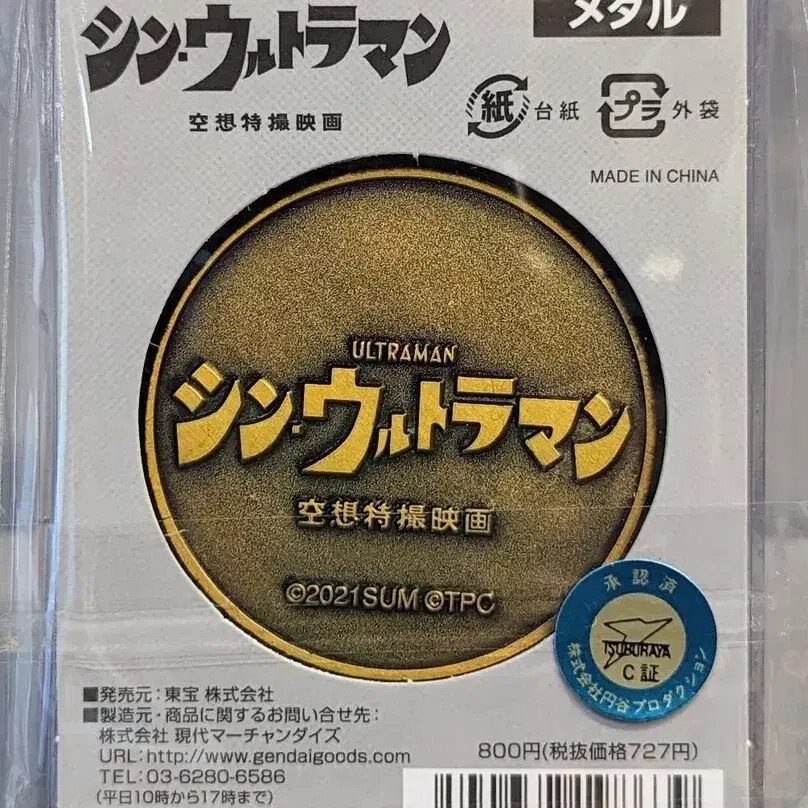 メタル
シン・ウルトラマン
空想特撮映画
紙 台紙 プラ 外袋
MADE IN CHINA
ULTRAMAN
シン・ウルトラマン
空想特撮映画
©2021SUM ©TPC
承認済
TSUBURAYA
C証
株式会社円谷プロダクション
■発売元：東宝 株式会社
■製造元・商品に関するお問い合せ先：
株式会社 現代マーチャンダイズ
URL:http://www.gendaigoods.com
TEL:03-6280-6586
(平日10時から17時まで)
800円(税抜価格727円)